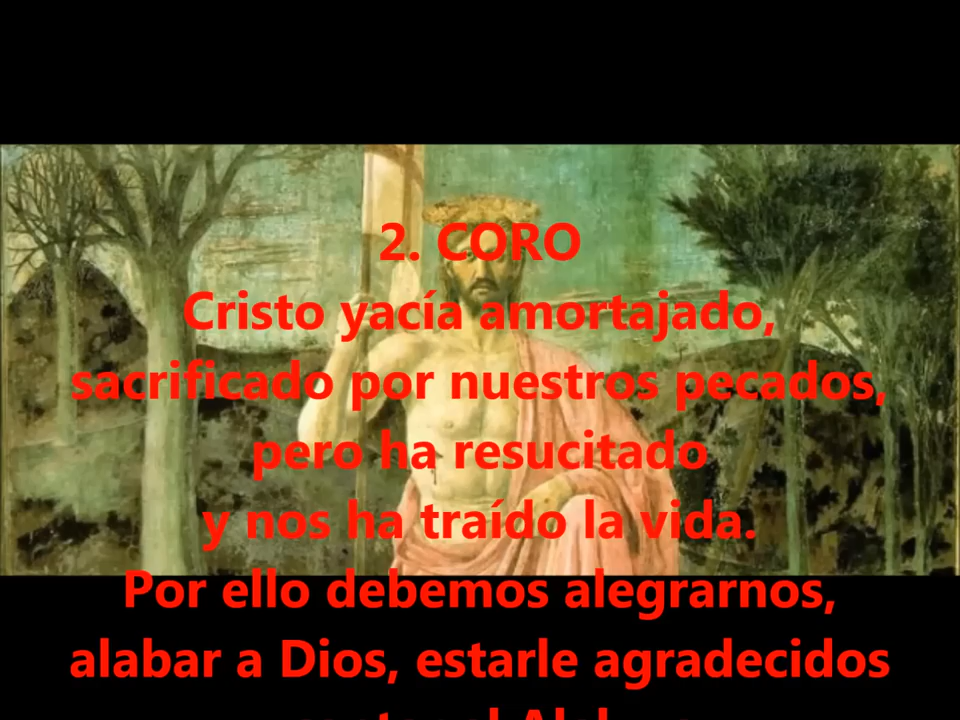 2. CORO
Cristo yacía amortajado,
sacrificado por nuestros pecados,
pero ha resucitado
y nos ha traído la vida.
Por ello debemos alegrarnos,
alabar a Dios, estarle agradecidos